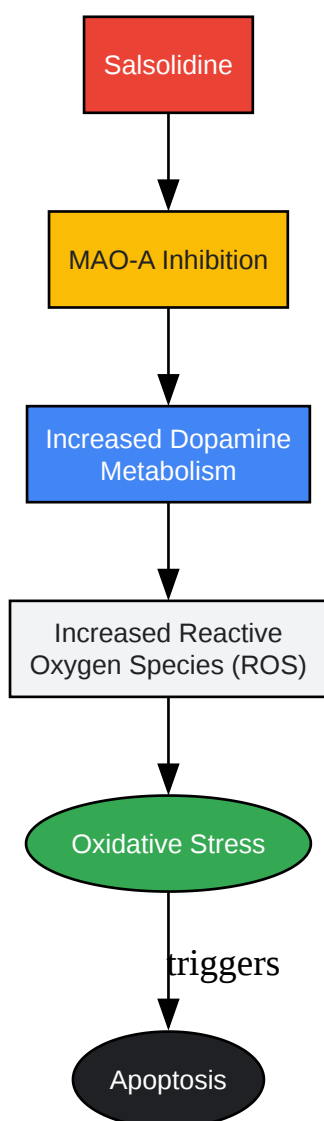 Salsolidine
MAO-A Inhibition
Increased Dopamine
Metabolism
Increased Reactive
Oxygen Species (ROS)
Oxidative Stress
triggers
Apoptosis